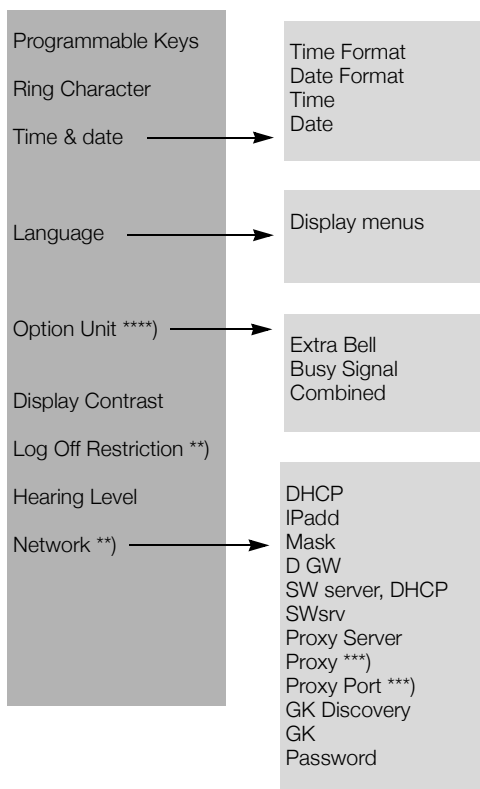 Programmable Keys
Ring Character
Time & date
Time Format
Date Format
Time
Date
Language
Display menus
Option Unit ****)
Extra Bell
Busy Signal
Combined
Display Contrast
Log Off Restriction **)
Hearing Level
Network **)
DHCP
IPadd
Mask
D GW
SW server, DHCP
SWsrv
Proxy Server
Proxy ***)
Proxy Port ***)
GK Discovery
GK
Password